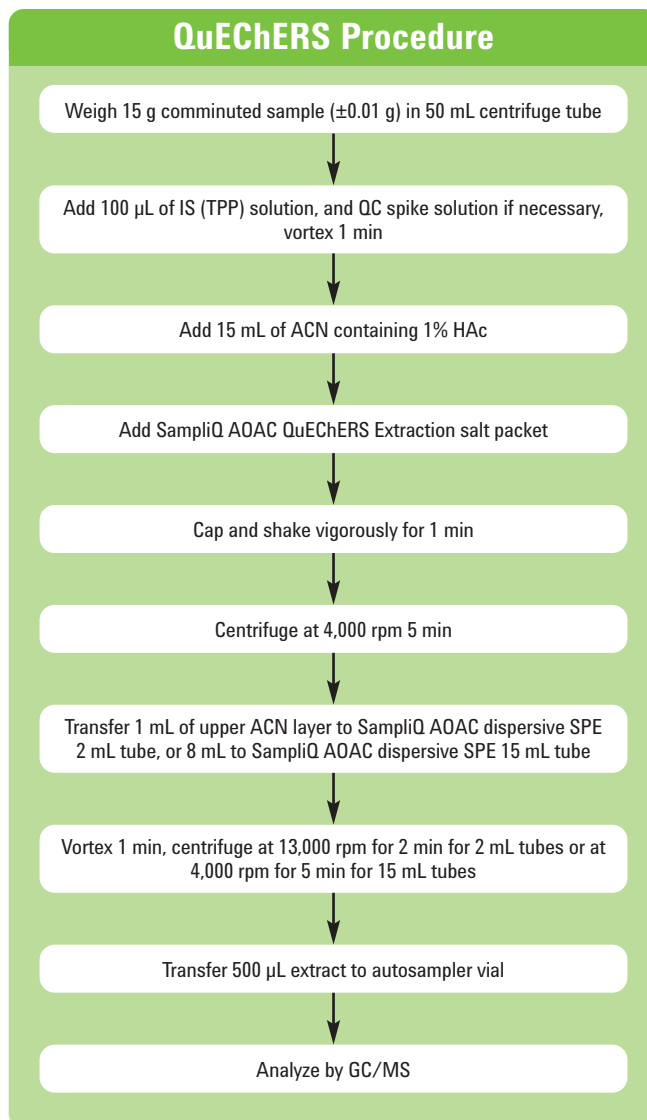 QuEChERS Procedure
Weigh 15 g comminuted sample (±0.01 g) in 50 mL centrifuge tube
Add 100 µL of IS (TPP) solution, and QC spike solution if necessary,
vortex 1 min
Add 15 mL of ACN containing 1% HAc
Add SampliQ AOAC QuEChERS Extraction salt packet
Cap and shake vigorously for 1 min
Centrifuge at 4,000 rpm 5 min
Transfer 1 mL of upper ACN layer to SampliQ AOAC dispersive SPE
2 mL tube, or 8 mL to SampliQ AOAC dispersive SPE 15 mL tube
Vortex 1 min, centrifuge at 13,000 rpm for 2 min for 2 mL tubes or at
4,000 rpm for 5 min for 15 mL tubes
Transfer 500 µL extract to autosampler vial
Analyze by GC/MS